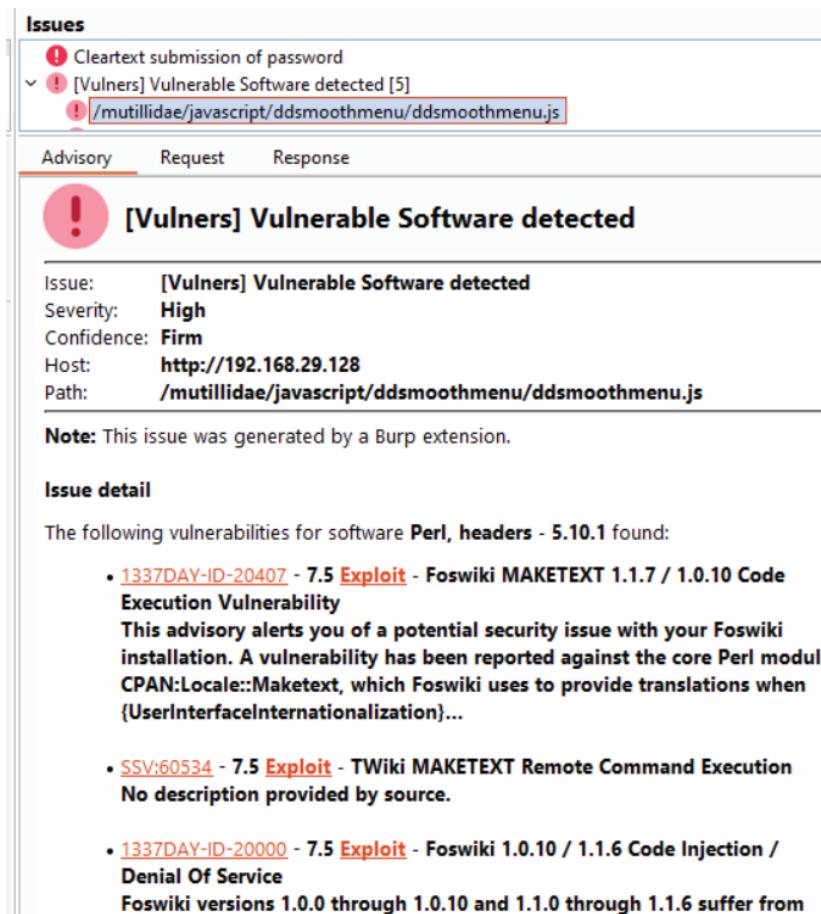 Issues
Cleartext submission of password
[Vulners] Vulnerable Software detected [5]
/mutillidae/javascript/ddsmoothmenu/ddsmoothmenu.js
Advisory Request Response
[Vulners] Vulnerable Software detected
Issue: [Vulners] Vulnerable Software detected
Severity: High
Confidence: Firm
Host: http://192.168.29.128
Path: /mutillidae/javascript/ddsmoothmenu/ddsmoothmenu.js
Note: This issue was generated by a Burp extension.
Issue detail
The following vulnerabilities for software Perl, headers - 5.10.1 found:
• 1337DAY-ID-20407 - 7.5 Exploit - Foswiki MAKETEXT 1.1.7 / 1.0.10 Code
Execution Vulnerability
This advisory alerts you of a potential security issue with your Foswiki
installation. A vulnerability has been reported against the core Perl modul
CPAN:Locale::Maketext, which Foswiki uses to provide translations when
{UserInterfaceInternationalization}...
• SSV:60534 - 7.5 Exploit - TWiki MAKETEXT Remote Command Execution
No description provided by source.
• 1337DAY-ID-20000 - 7.5 Exploit - Foswiki 1.0.10 / 1.1.6 Code Injection /
Denial Of Service
Foswiki versions 1.0.0 through 1.0.10 and 1.1.0 through 1.1.6 suffer from